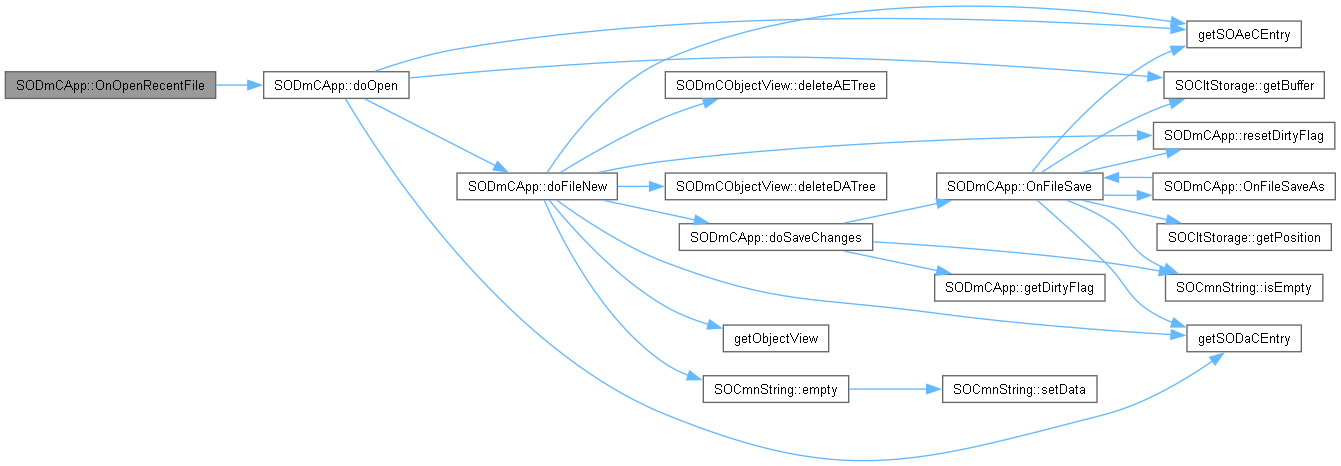 SODmCApp::OnOpenRecentFile
SODmCApp::doOpen
SODmCApp::doFileNew
SODmCObjectView::deleteAETree
SODmCObjectView::deleteDATree
SODmCApp::doSaveChanges
getObjectView
SOCmnString::empty
SODmCApp::OnFileSave
SODmCApp::getDirtyFlag
SOCmnString::setData
getSOAeCEntry
SOCltStorage::getBuffer
SODmCApp::resetDirtyFlag
SODmCApp::OnFileSaveAs
SOCltStorage::getPosition
SOCmnString::isEmpty
getSODaCEntry